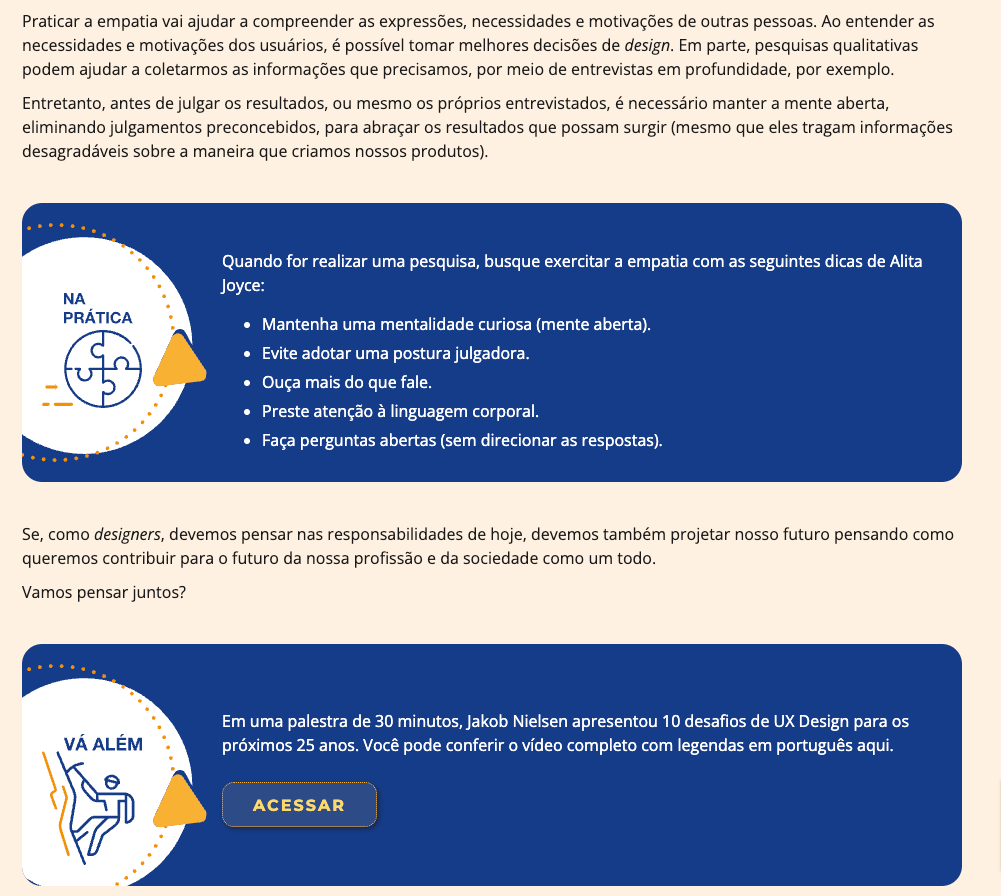 Praticar a empatia vai ajudar a compreender as expressões, necessidades e motivações de outras pessoas. Ao entender as
necessidades e motivações dos usuários, é possível tomar melhores decisões de design. Em parte, pesquisas qualitativas
podem ajudar a coletarmos as informações que precisamos, por meio de entrevistas em profundidade, por exemplo.
Entretanto, antes de julgar os resultados, ou mesmo os próprios entrevistados, é necessário manter a mente aberta,
eliminando julgamentos preconcebidos, para abraçar os resultados que possam surgir (mesmo que eles tragam informações
desagradáveis sobre a maneira que criamos nossos produtos).
NA
PRÁTICA
Quando for realizar uma pesquisa, busque exercitar a empatia com as seguintes dicas de Alita
Joyce:
• Mantenha uma mentalidade curiosa (mente aberta).
• Evite adotar uma postura julgadora.
• Ouça mais do que fale.
• Preste atenção à linguagem corporal.
• Faça perguntas abertas (sem direcionar as respostas).
Se, como designers, devemos pensar nas responsabilidades de hoje, devemos também projetar nosso futuro pensando como
queremos contribuir para o futuro da nossa profissão e da sociedade como um todo.
Vamos pensar juntos?
VÁ ALÉM
Em uma palestra de 30 minutos, Jakob Nielsen apresentou 10 desafios de UX Design para os
próximos 25 anos. Você pode conferir o vídeo completo com legendas em português aqui.
ACESSAR